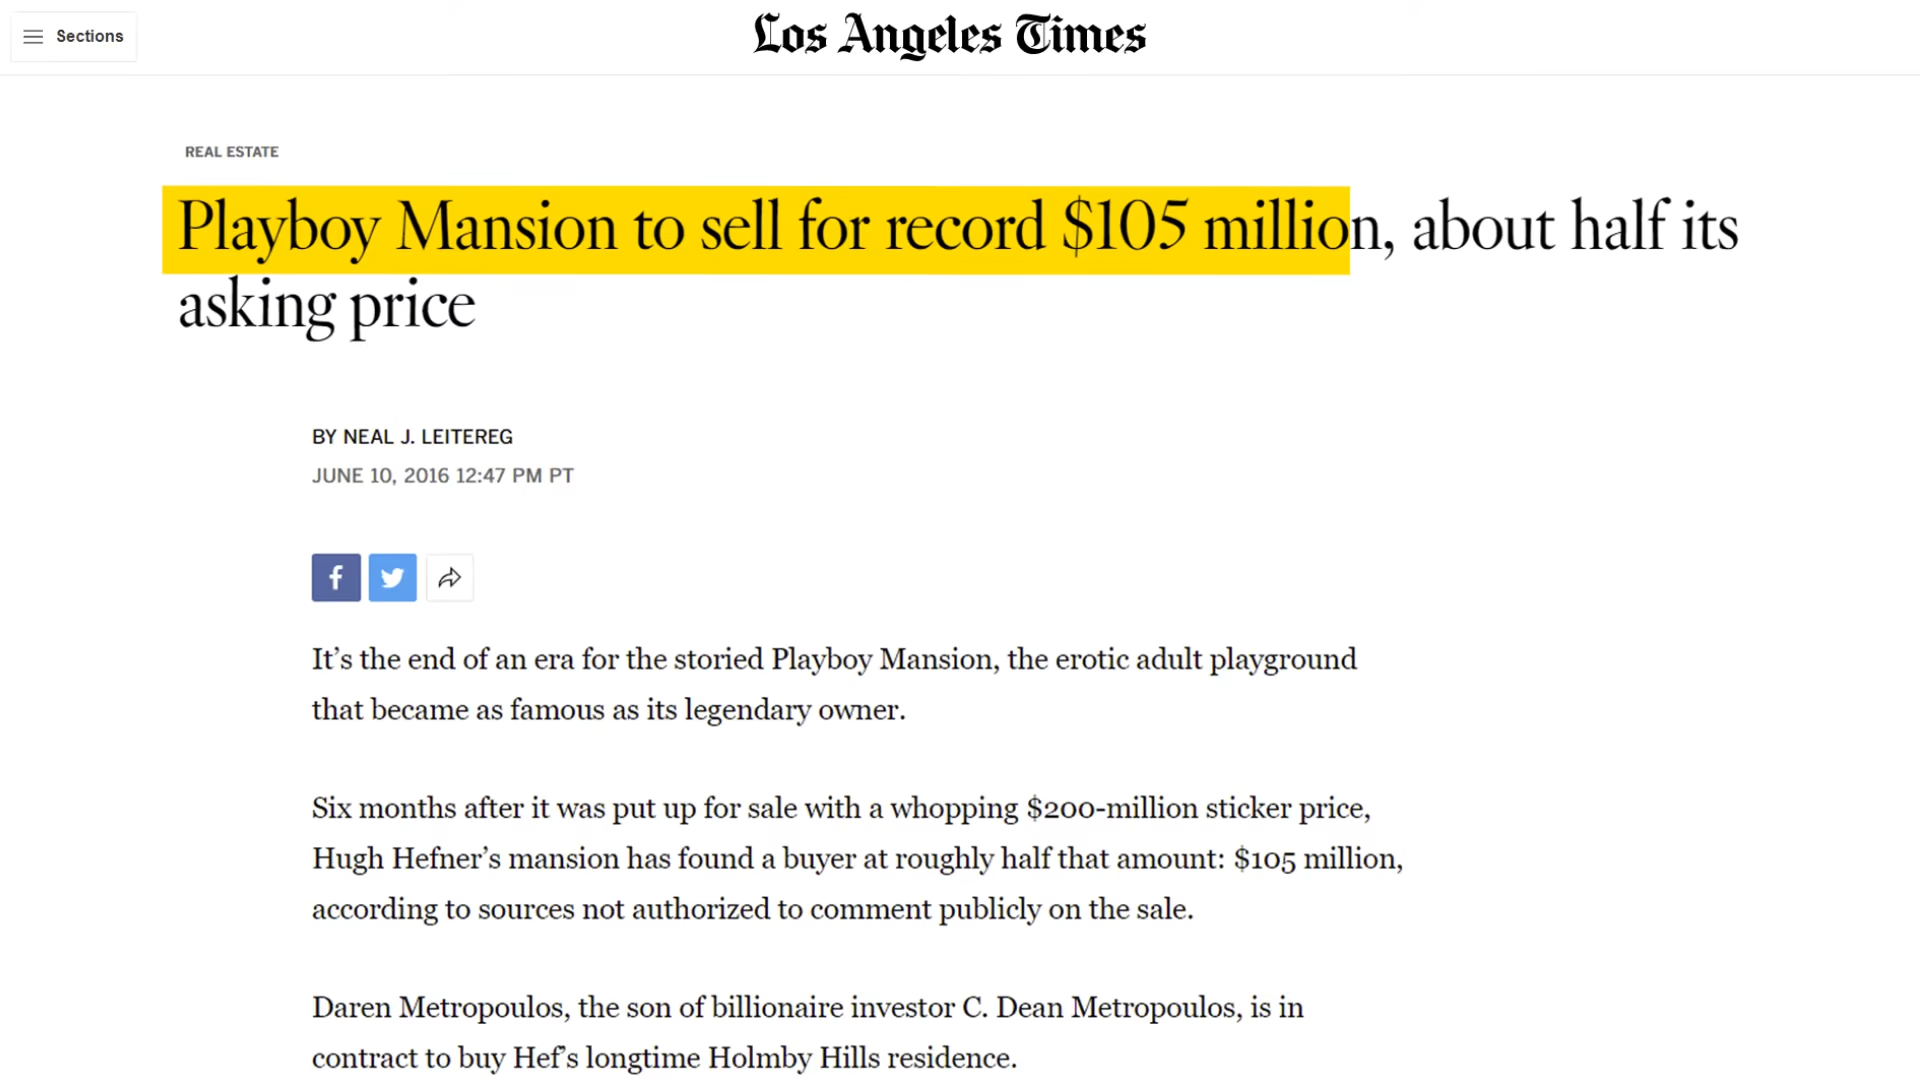 Sections
Los Angeles Times
REAL ESTATE
Playboy Mansion to sell for record $105 million, about half its
asking price
BY NEAL J. LEITEREG
JUNE 10, 2016 12:47 PM PT
It’s the end of an era for the storied Playboy Mansion, the erotic adult playground
that became as famous as its legendary owner.
Six months after it was put up for sale with a whopping $200-million sticker price,
Hugh Hefner’s mansion has found a buyer at roughly half that amount: $105 million,
according to sources not authorized to comment publicly on the sale.
Daren Metropoulos, the son of billionaire investor C. Dean Metropoulos, is in
contract to buy Hef’s longtime Holmby Hills residence.